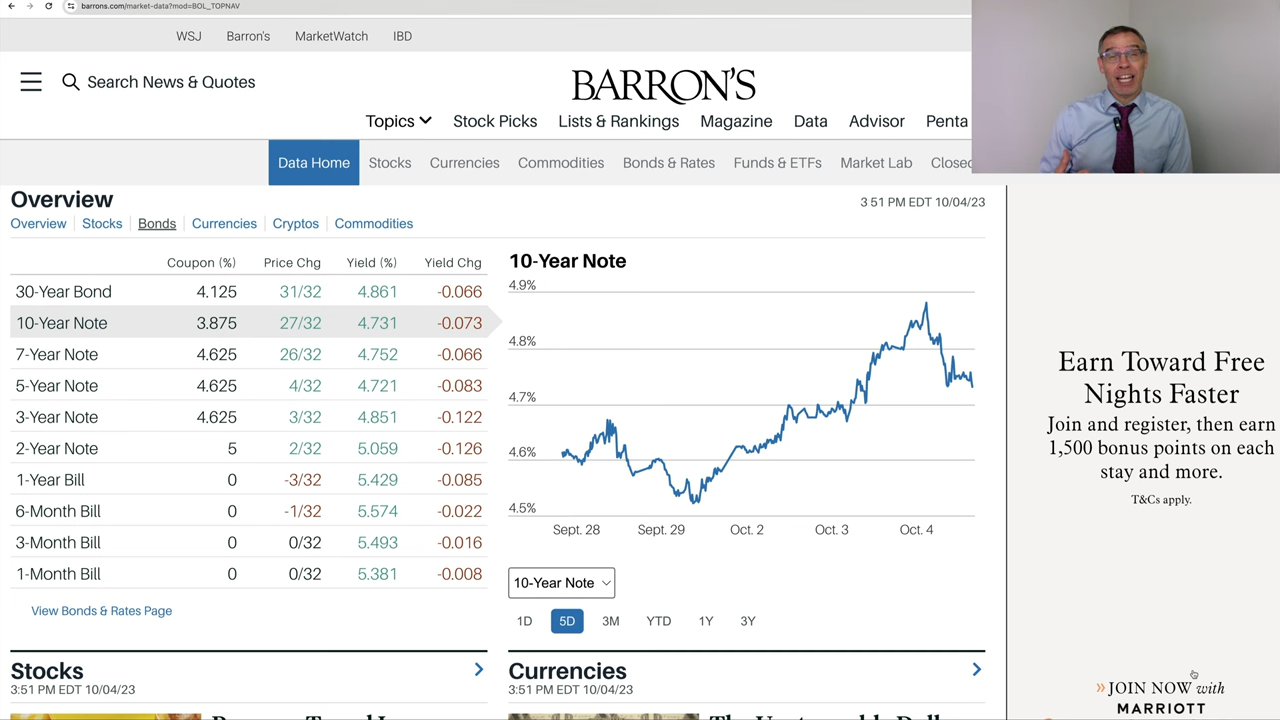 barrons.com/market-data?mod=BOL_TOPNAV
WSJ Barron's MarketWatch IBD
Search News & Quotes
BARRON'S
Topics Stock Picks Lists & Rankings Magazine Data Advisor Penta
Data Home Stocks Currencies Commodities Bonds & Rates Funds & ETFs Market Lab
Overview
3:51 PM EDT 10/04/23
Overview Stocks Bonds Currencies Cryptos Commodities
Coupon (%) Price Chg Yield (%) Yield Chg
30-Year Bond 4.125 31/32 4.861 -0.066
10-Year Note 3.875 27/32 4.731 -0.073
7-Year Note 4.625 26/32 4.752 -0.066
5-Year Note 4.625 4/32 4.721 -0.083
3-Year Note 4.625 3/32 4.851 -0.122
2-Year Note 5 2/32 5.059 -0.126
1-Year Bill 0 -3/32 5.429 -0.085
6-Month Bill 0 -1/32 5.574 -0.022
3-Month Bill 0 0/32 5.493 -0.016
1-Month Bill 0 0/32 5.381 -0.008
View Bonds & Rates Page
10-Year Note
4.9%
4.8%
4.7%
4.6%
4.5%
Sept. 28 Sept. 29 Oct. 2 Oct. 3 Oct. 4
10-Year Note
1D 5D 3M YTD 1Y 3Y
Stocks
3:51 PM EDT 10/04/23
Currencies
3:51 PM EDT 10/04/23
Earn Toward Free
Nights Faster
Join and register, then earn
1,500 bonus points on each
stay and more.
T&Cs apply.
JOIN NOW with
MARRIOTT